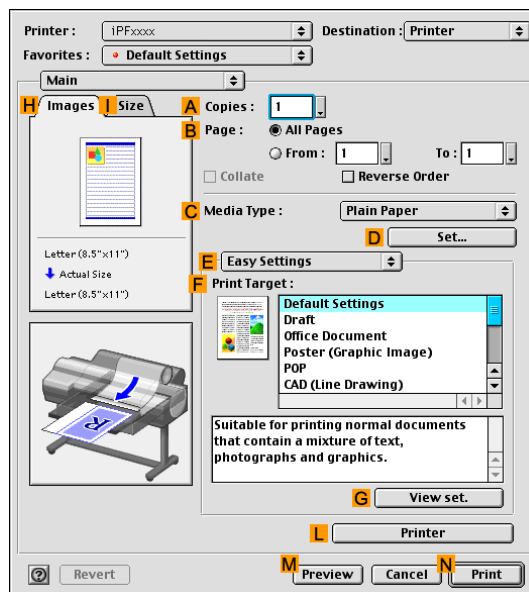 Printer : iPFxxxx Destination : Printer
Favorites : Default Settings
Main
H Images I Size
A Copies : 1
B Page : All Pages
From : 1 To : 1
Collate Reverse Order
C Media Type : Plain Paper
D Set...
Letter (8.5"x11")
Actual Size
Letter (8.5"x11")
E Easy Settings
F Print Target :
Default Settings
Draft
Office Document
Poster (Graphic Image)
POP
CAD (Line Drawing)
R
Suitable for printing normal documents
that contain a mixture of text,
photographs and graphics.
G View set.
L Printer
? Revert M Preview Cancel N Print